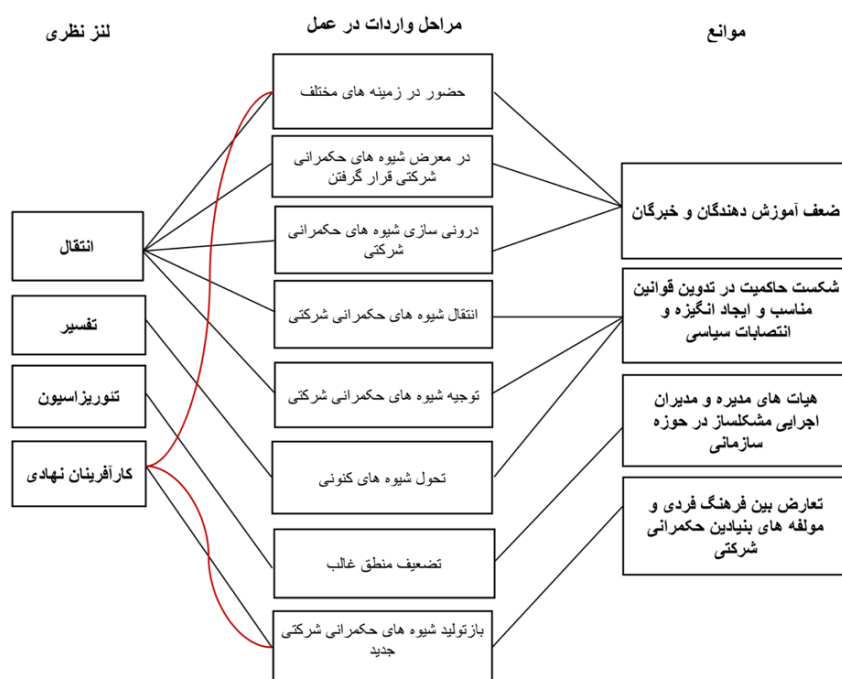 موانع
مراحل واردات در عمل
لنز نظری
ضعف آموزش دهندگان و خبرگان
شکست حاکمیت در تدوین قوانین
مناسب و ایجاد انگیزه و
انتصابات سیاسی
هیات های مدیره و مدیران
اجرایی مشکلساز در حوزه
سازمانی
تعارض بین فرهنگ فردی و
مولفه های بنیادین حکمرانی
شرکتی
حضور در زمینه های مختلف
در معرض شیوه های حکمرانی
شرکتی قرار گرفتن
درونی سازی شیوه های حکمرانی
شرکتی
انتقال شیوه های حکمرانی شرکتی
توجیه شیوه های حکمرانی شرکتی
تحول شیوه های کنونی
تضعیف منطق غالب
بازتولید شیوه های حکمرانی شرکتی
جدید
انتقال
تفسیر
تئوریزاسیون
کارآفرینان نهادی